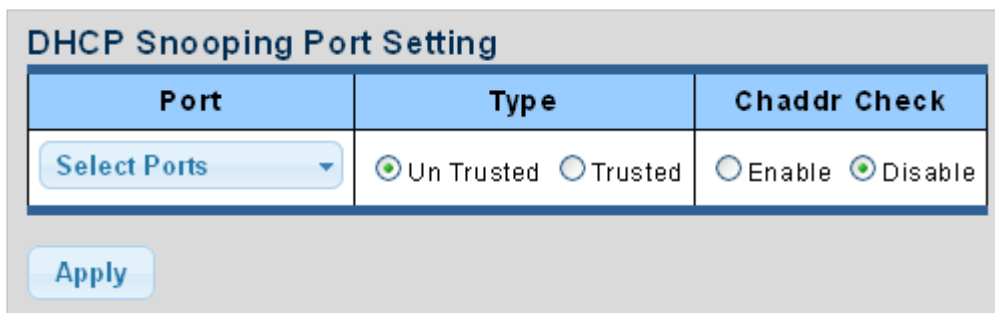 DHCP Snooping Port Setting
Port Type Chaddr Check
Select Ports Un Trusted Trusted Enable Disable
Apply